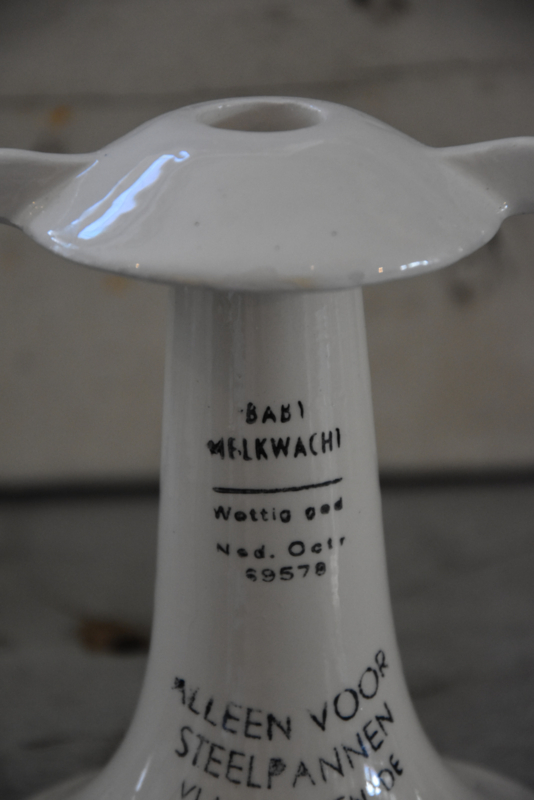 BABY
MELKWACHT
Wettig ged
Ned. Octr
69578
ALLEEN VOOR
STEELPANNEN